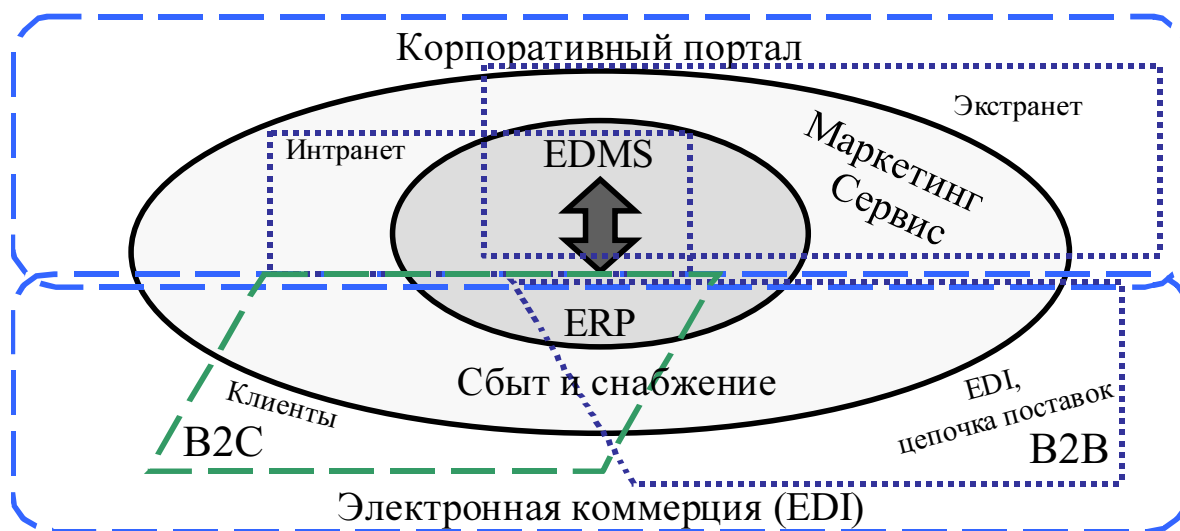 Корпоративный портал
Экстранет
Маркетинг
Сервис
Интранет
EDMS
ERP
Сбыт и снабжение
Клиенты
B2C
EDI,
цепочка поставок
B2B
Электронная коммерция (EDI)